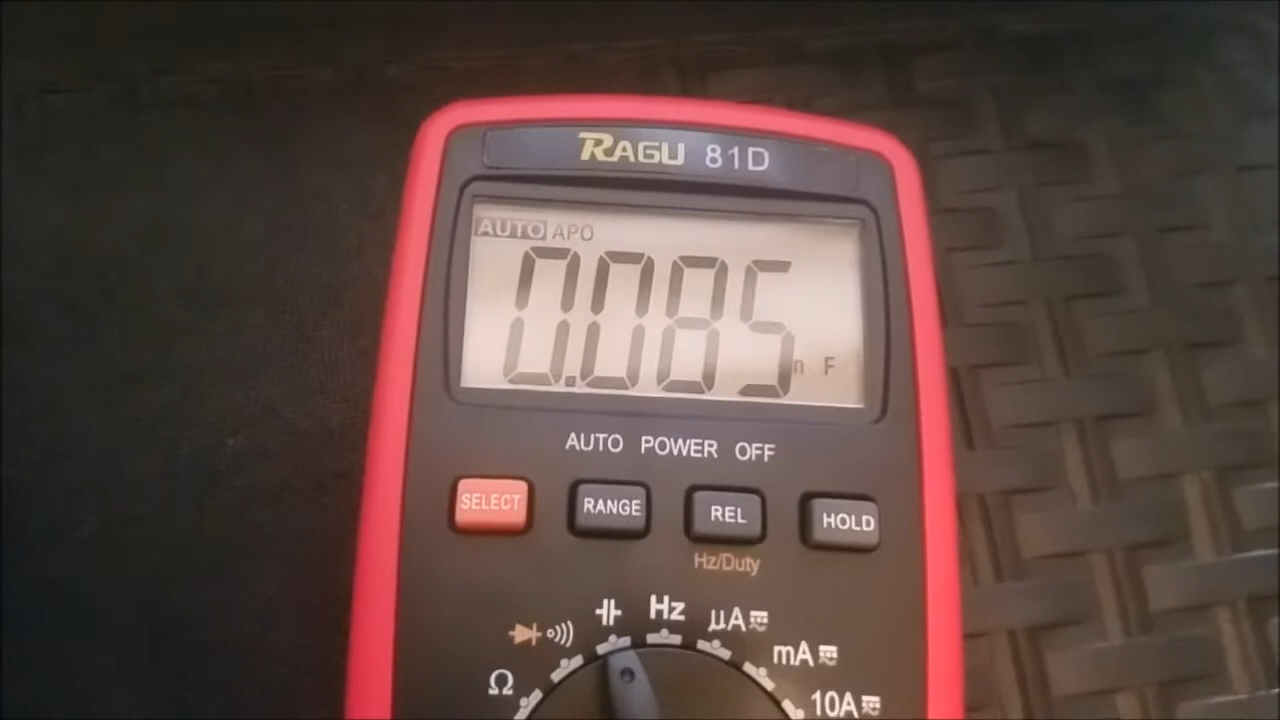 RAGU 81D
AUTO APO
0.085 n F
AUTO POWER OFF
SELECT RANGE REL HOLD
Hz/Duty
Hz µA
mA
Ω
10A